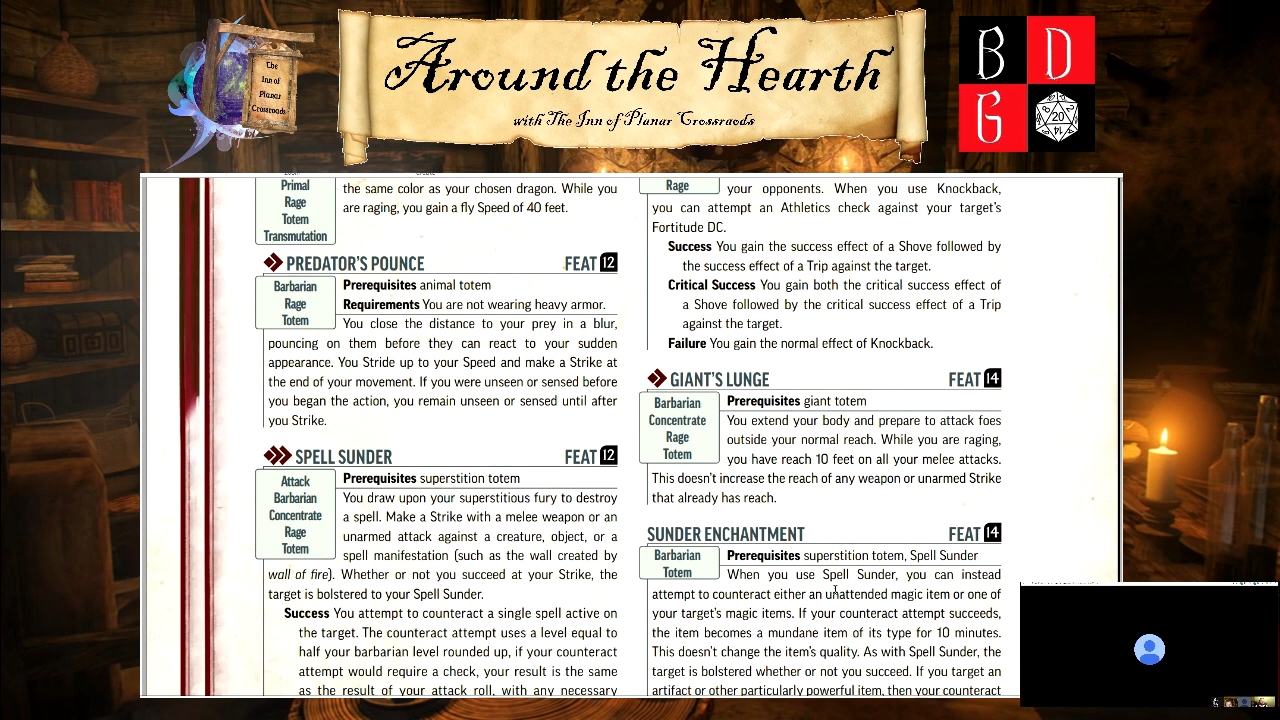 The
Inn of
Planar
Crossroads
Around the Hearth
with The Inn of Planar Crossraods
B D
G 20
Primal
Rage
Totem
Transmutation
the same color as your chosen dragon. While you
are raging, you gain a fly Speed of 40 feet.
PREDATOR'S POUNCE FEAT 12
Barbarian
Rage
Totem
Prerequisites animal totem
Requirements You are not wearing heavy armor.
You close the distance to your prey in a blur,
pouncing on them before they can react to your sudden
appearance. You Stride up to your Speed and make a Strike at
the end of your movement. If you were unseen or sensed before
you began the action, you remain unseen or sensed until after
you Strike.
SPELL SUNDER FEAT 12
Attack
Barbarian
Concentrate
Rage
Totem
Prerequisites superstition totem
You draw upon your superstitious fury to destroy
a spell. Make a Strike with a melee weapon or an
unarmed attack against a creature, object, or a
spell manifestation (such as the wall created by
wall of fire). Whether or not you succeed at your Strike, the
target is bolstered to your Spell Sunder.
Success You attempt to counteract a single spell active on
the target. The counteract attempt uses a level equal to
half your barbarian level rounded up, if your counteract
attempt would require a check, your result is the same
as the result of your attack roll, with any necessary
Rage
your opponents. When you use Knockback,
you can attempt an Athletics check against your target's
Fortitude DC.
Success You gain the success effect of a Shove followed by
the success effect of a Trip against the target.
Critical Success You gain both the critical success effect of
a Shove followed by the critical success effect of a Trip
against the target.
Failure You gain the normal effect of Knockback.
GIANT'S LUNGE FEAT 14
Barbarian
Concentrate
Rage
Totem
Prerequisites giant totem
You extend your body and prepare to attack foes
outside your normal reach. While you are raging,
you have reach 10 feet on all your melee attacks.
This doesn't increase the reach of any weapon or unarmed Strike
that already has reach.
SUNDER ENCHANTMENT FEAT 14
Barbarian
Totem
Prerequisites superstition totem, Spell Sunder
When you use Spell Sunder, you can instead
attempt to counteract either an unattended magic item or one of
your target's magic items. If your counteract attempt succeeds,
the item becomes a mundane item of its type for 10 minutes.
This doesn't change the item's quality. As with Spell Sunder, the
target is bolstered whether or not you succeed. If you target an
artifact or other particularly powerful item, then your counteract